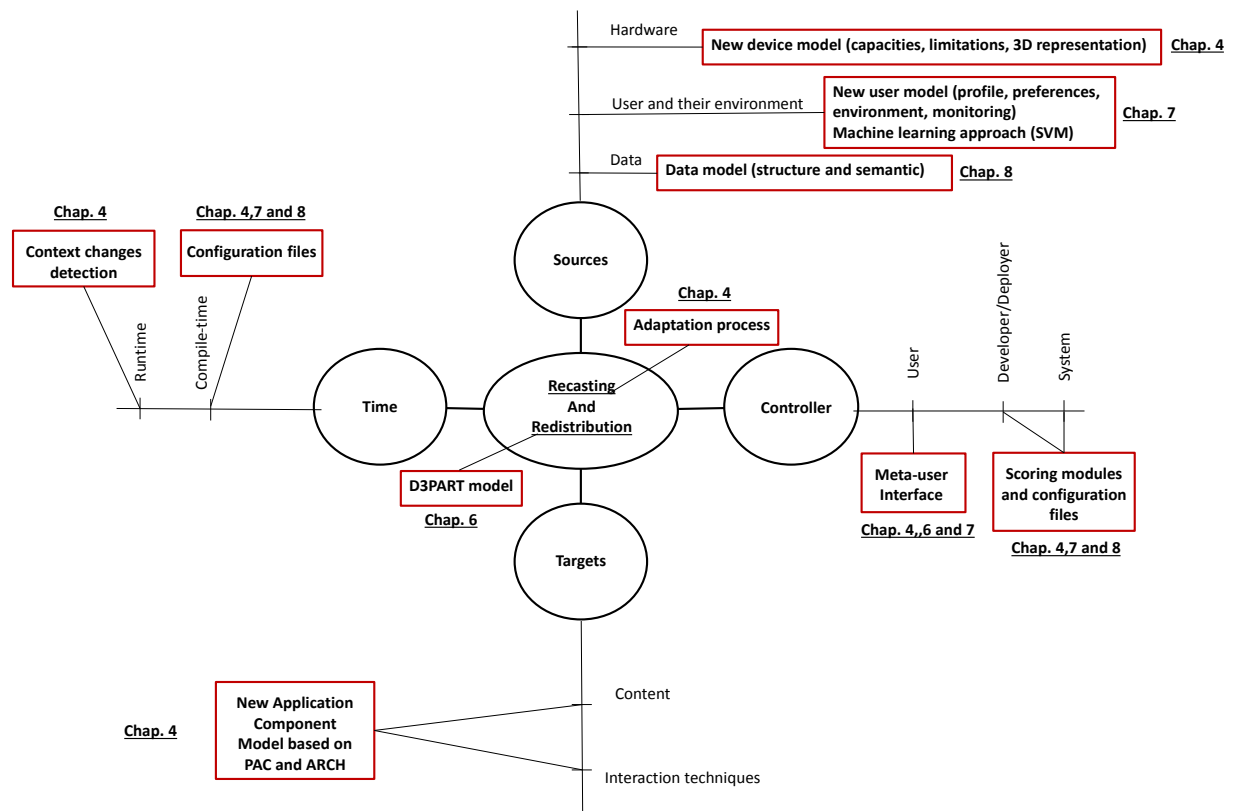 Hardware
New device model (capacities, limitations, 3D representation)
Chap. 4
User and their environment
New user model (profile, preferences,
environment, monitoring)
Machine learning approach (SVM)
Chap. 7
Data
Data model (structure and semantic)
Chap. 8
Chap. 4
Context changes
detection
Chap. 4,7 and 8
Configuration files
Runtime
Compile-time
Sources
Chap. 4
Adaptation process
Time
Recasting
And
Redistribution
Controller
User
Developer/Deployer
System
D3PART model
Chap. 6
Meta-user
Interface
Chap. 4,,6 and 7
Scoring modules
and configuration
files
Chap. 4,7 and 8
Targets
Content
Interaction techniques
Chap. 4
New Application
Component
Model based on
PAC and ARCH